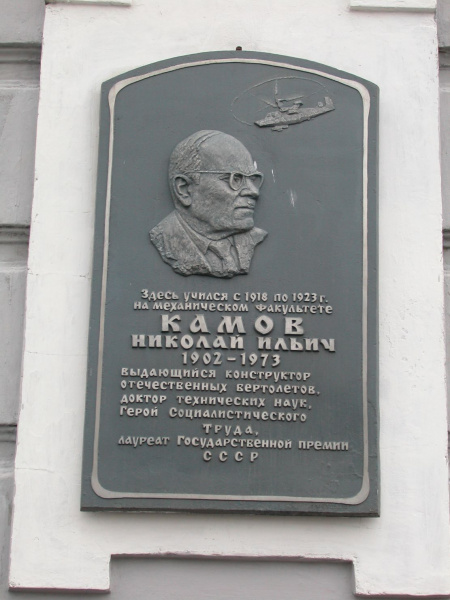 Здесь учился с 1918 по 1923 г.
на механическом факультете
КАМОВ
НИКОЛАЙ ИЛЬИЧ
1902-1973
выдающийся конструктор
отечественных вертолетов,
доктор технических наук,
Герой Социалистического
Труда,
лауреат Государственной премии
СССР